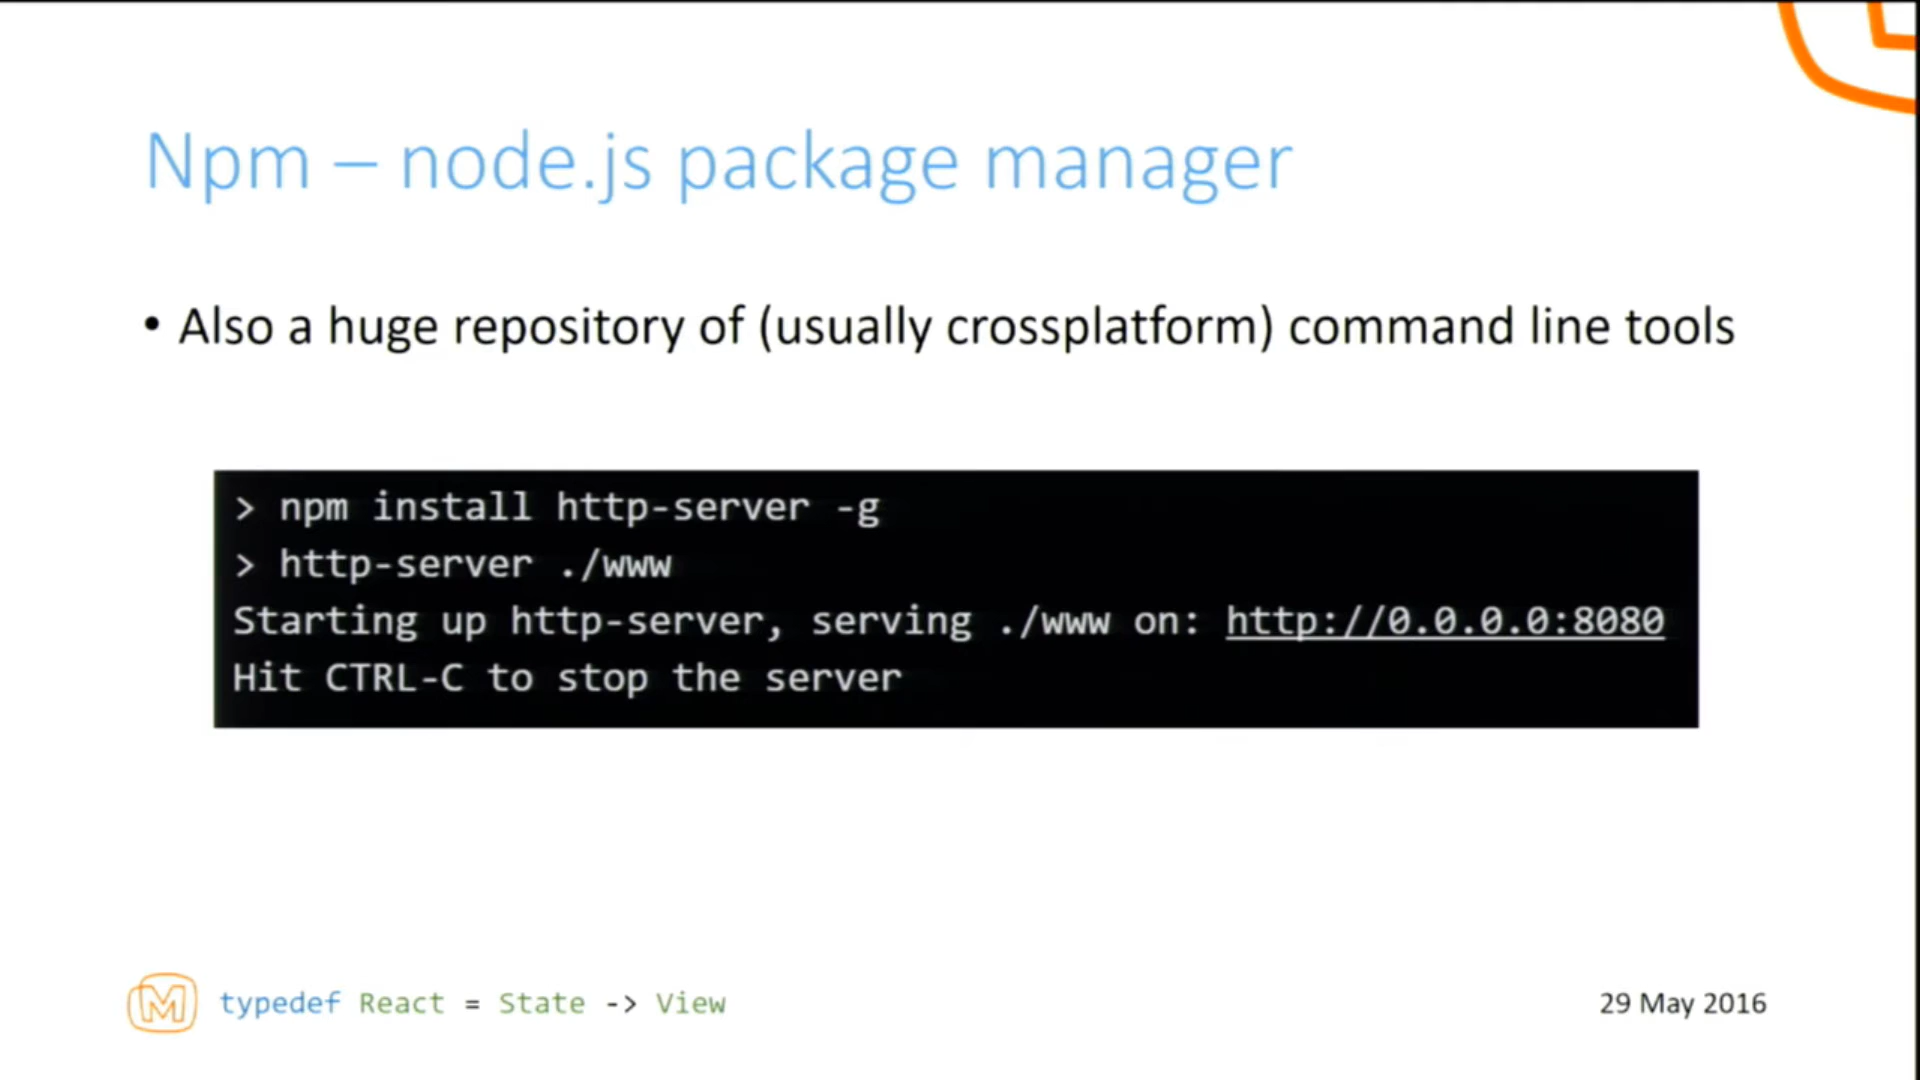 Npm – node.js package manager
• Also a huge repository of (usually crossplatform) command line tools
> npm install http-server -g
> http-server ./www
Starting up http-server, serving ./www on: http://0.0.0.0:8080
Hit CTRL-C to stop the server
M typedef React = State -> View
29 May 2016